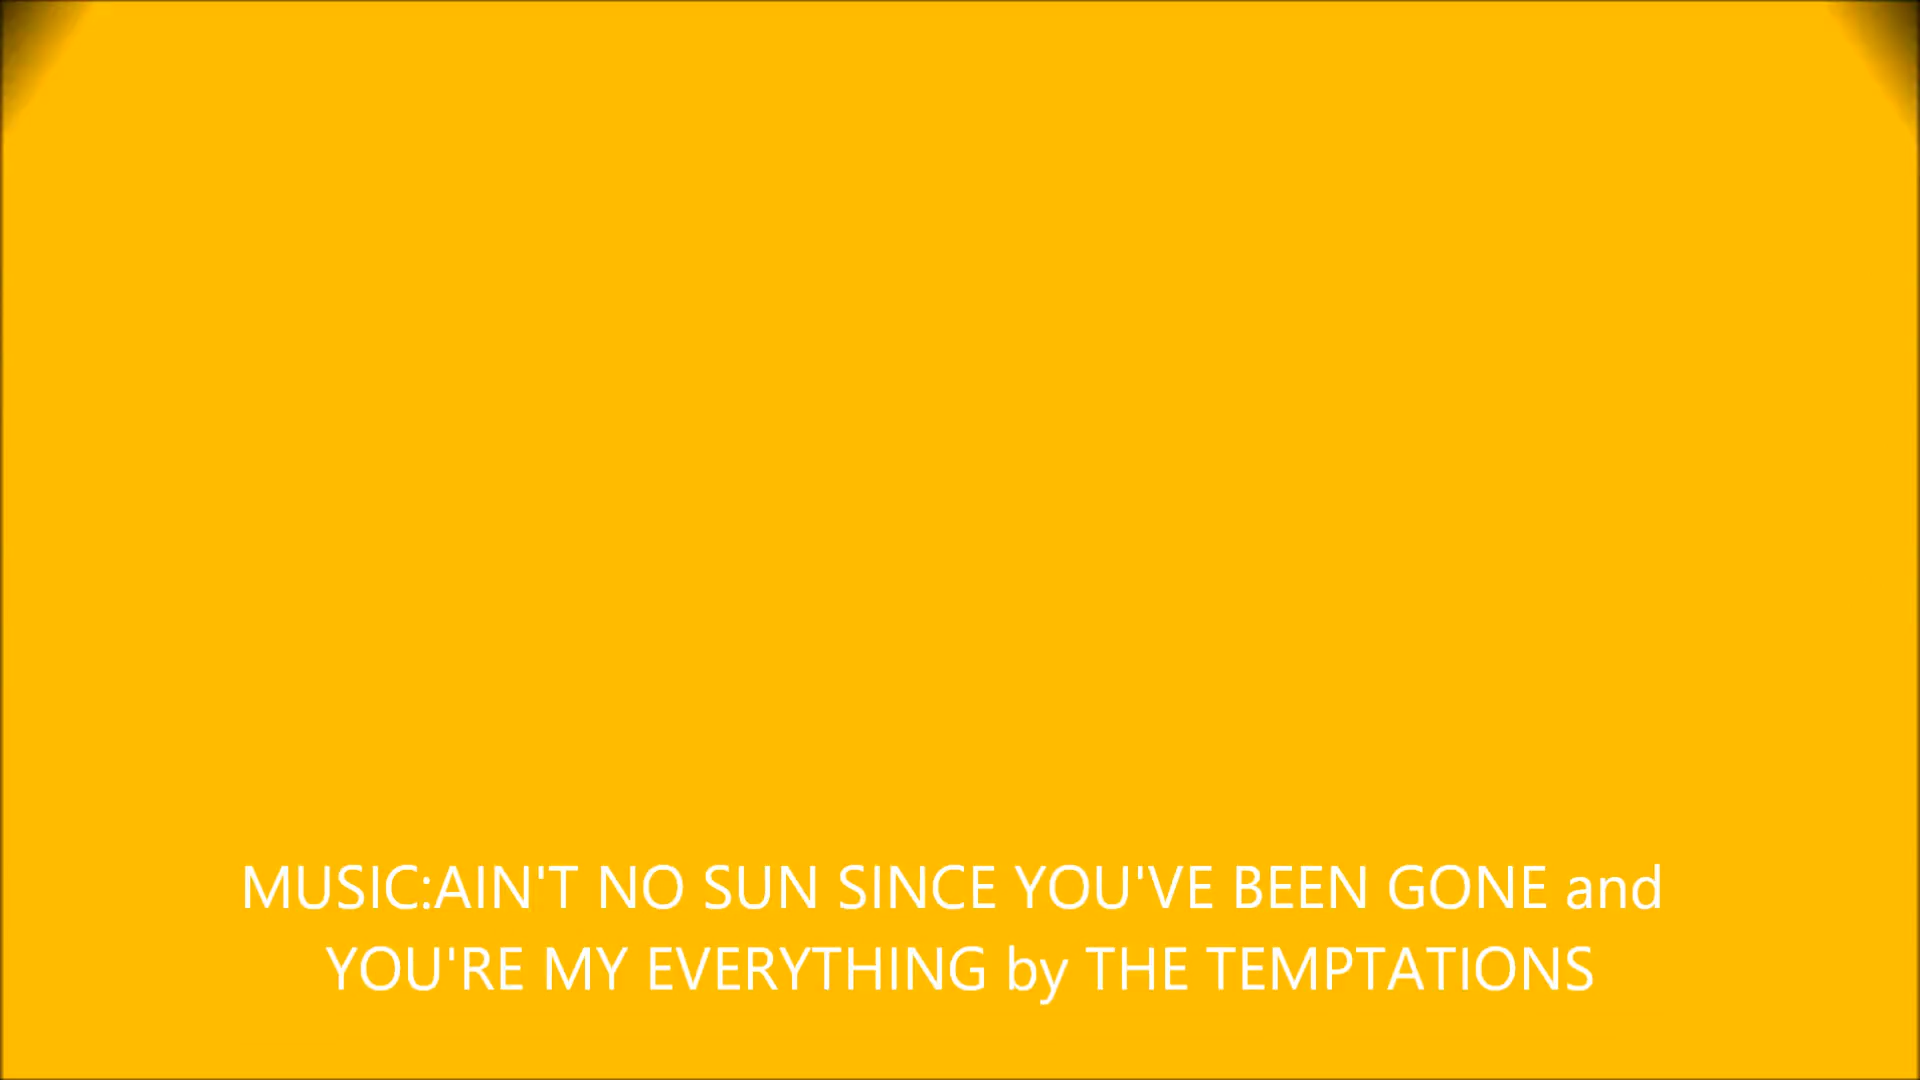 MUSIC:AIN'T NO SUN SINCE YOU'VE BEEN GONE and
YOU'RE MY EVERYTHING by THE TEMPTATIONS